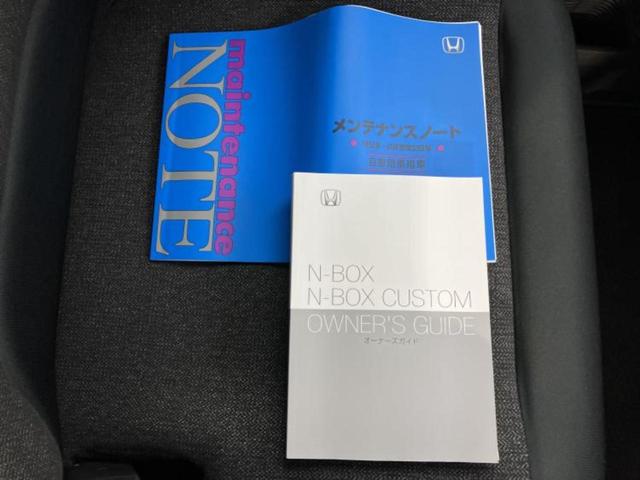 maintenance
NOTE
メンテナンスノート
N-BOX
N-BOX CUSTOM
OWNER'S GUIDE
オーナーズガイド